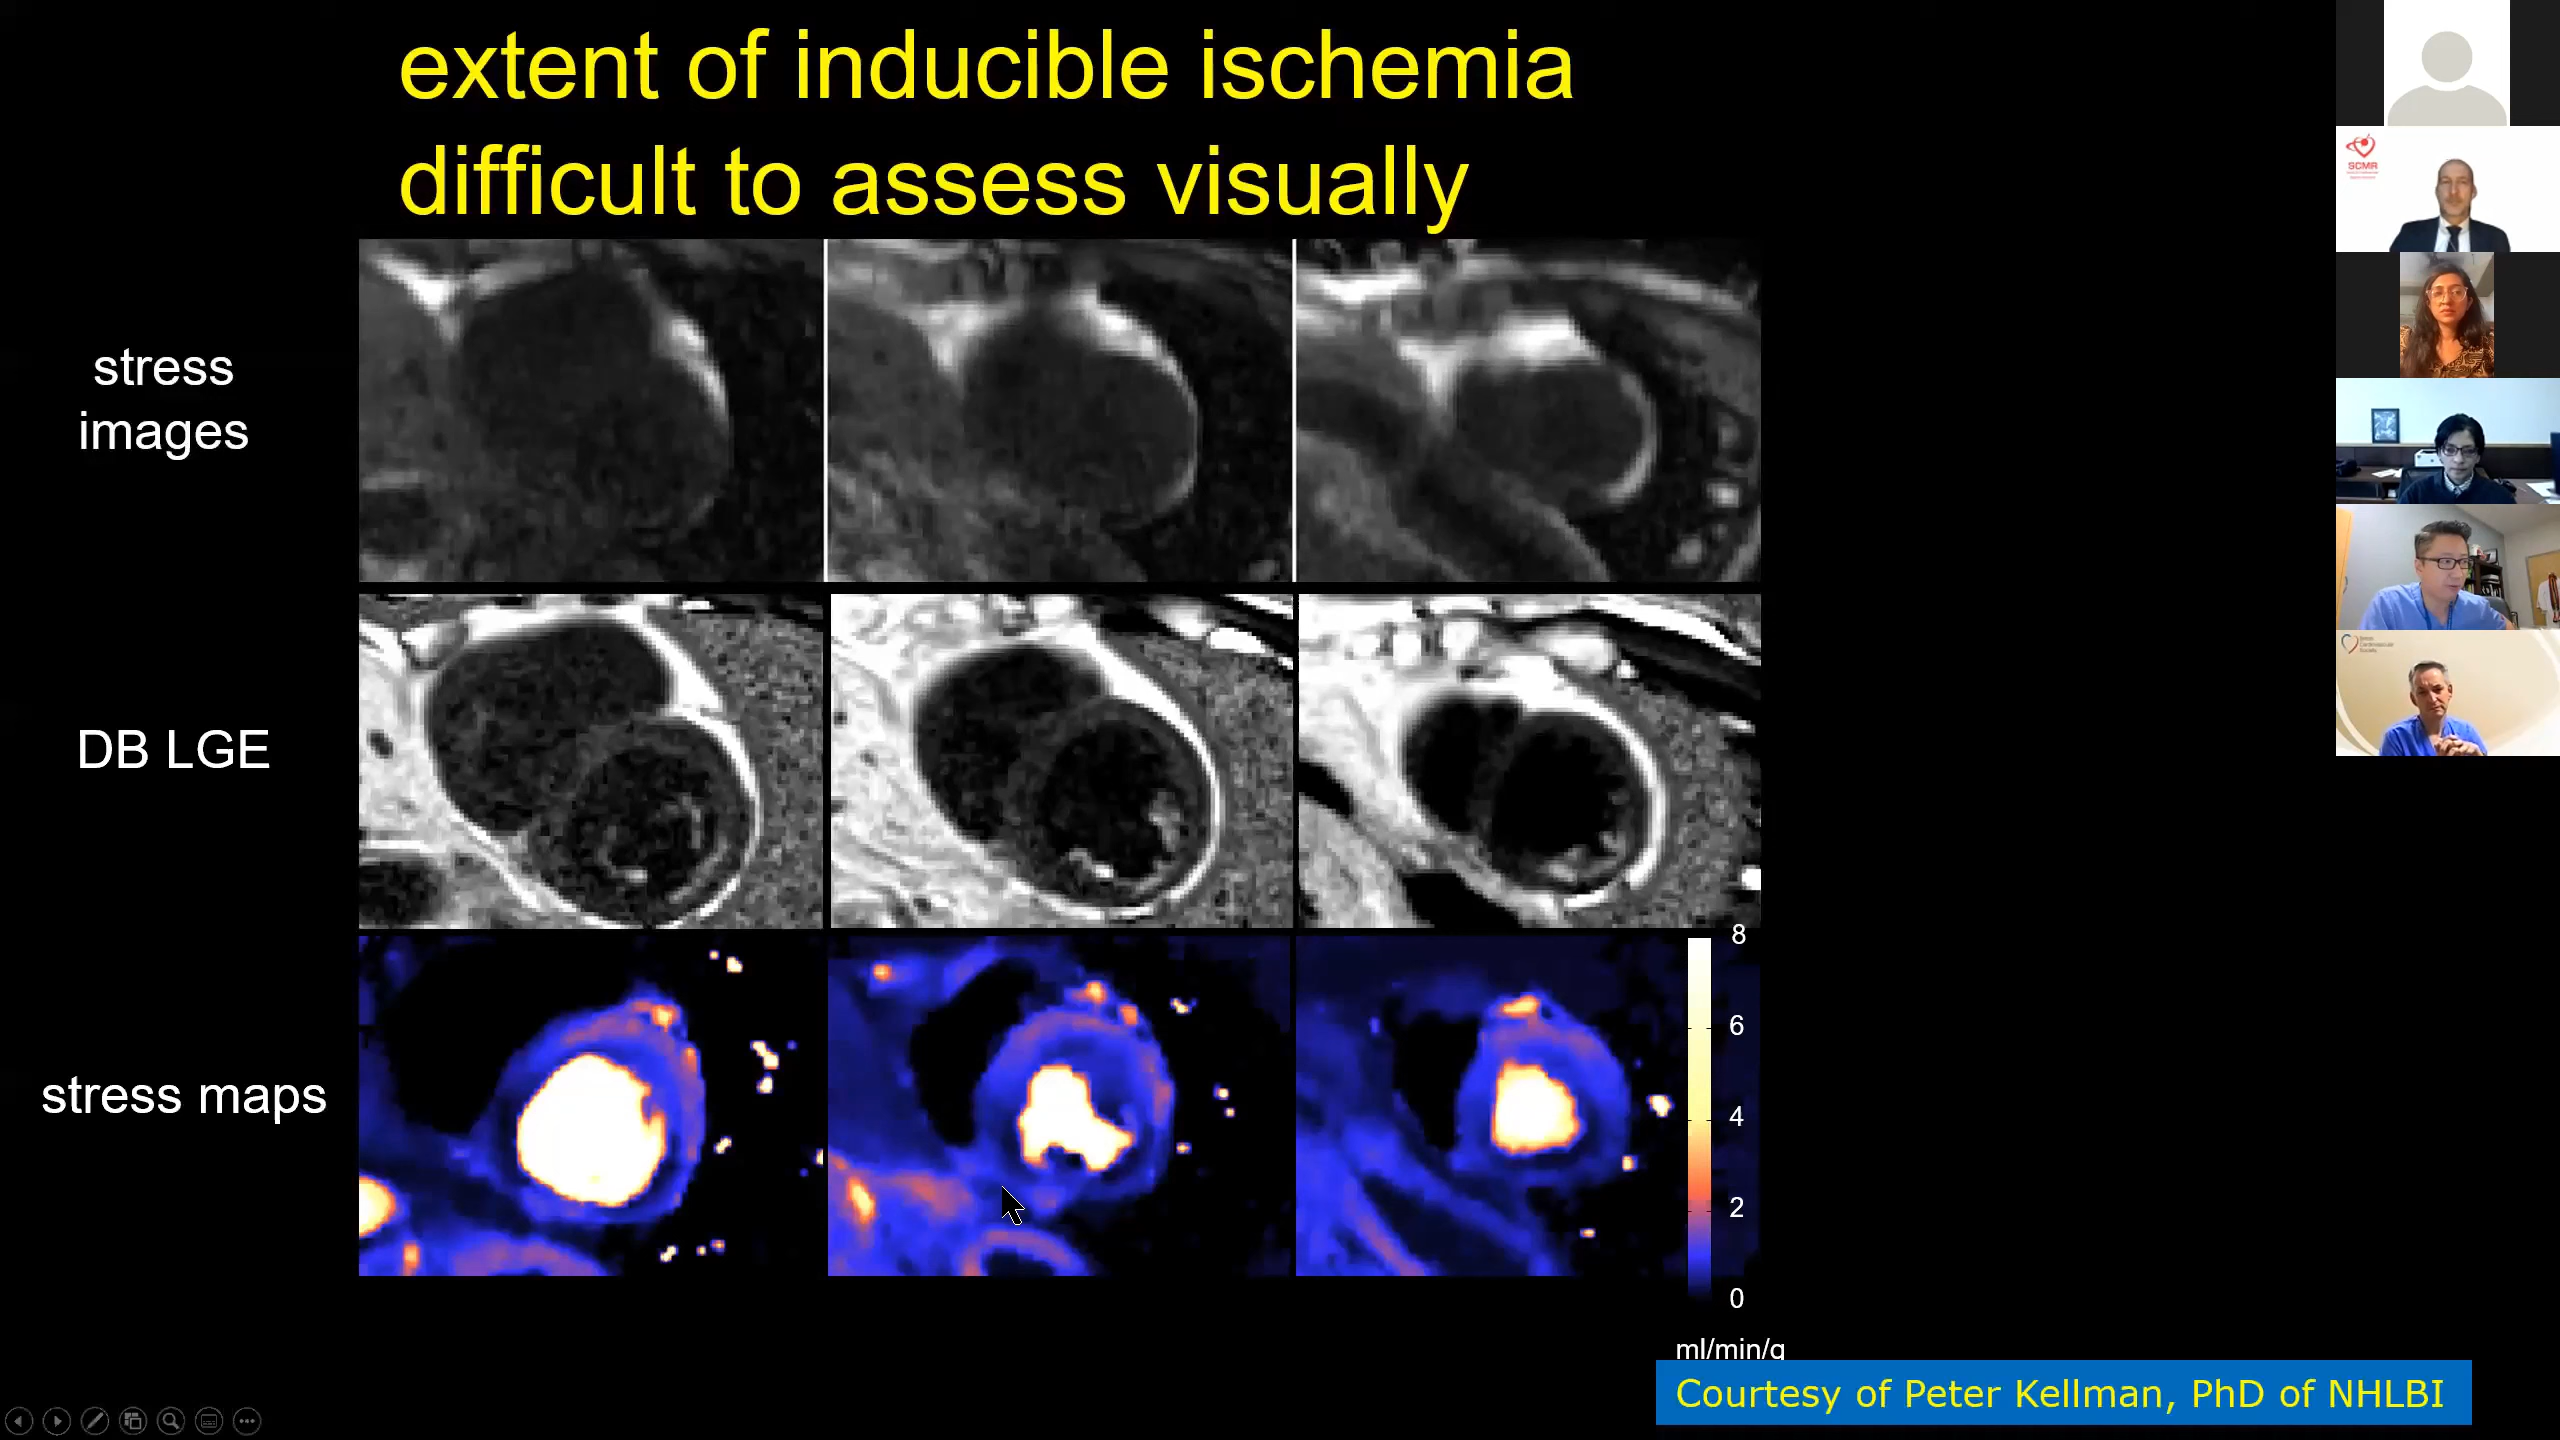 extent of inducible ischemia
difficult to assess visually
SCMR
stress
images
DB LGE
stress maps
8
6
4
2
0
ml/min/g
Courtesy of Peter Kellman, PhD of NHLBI